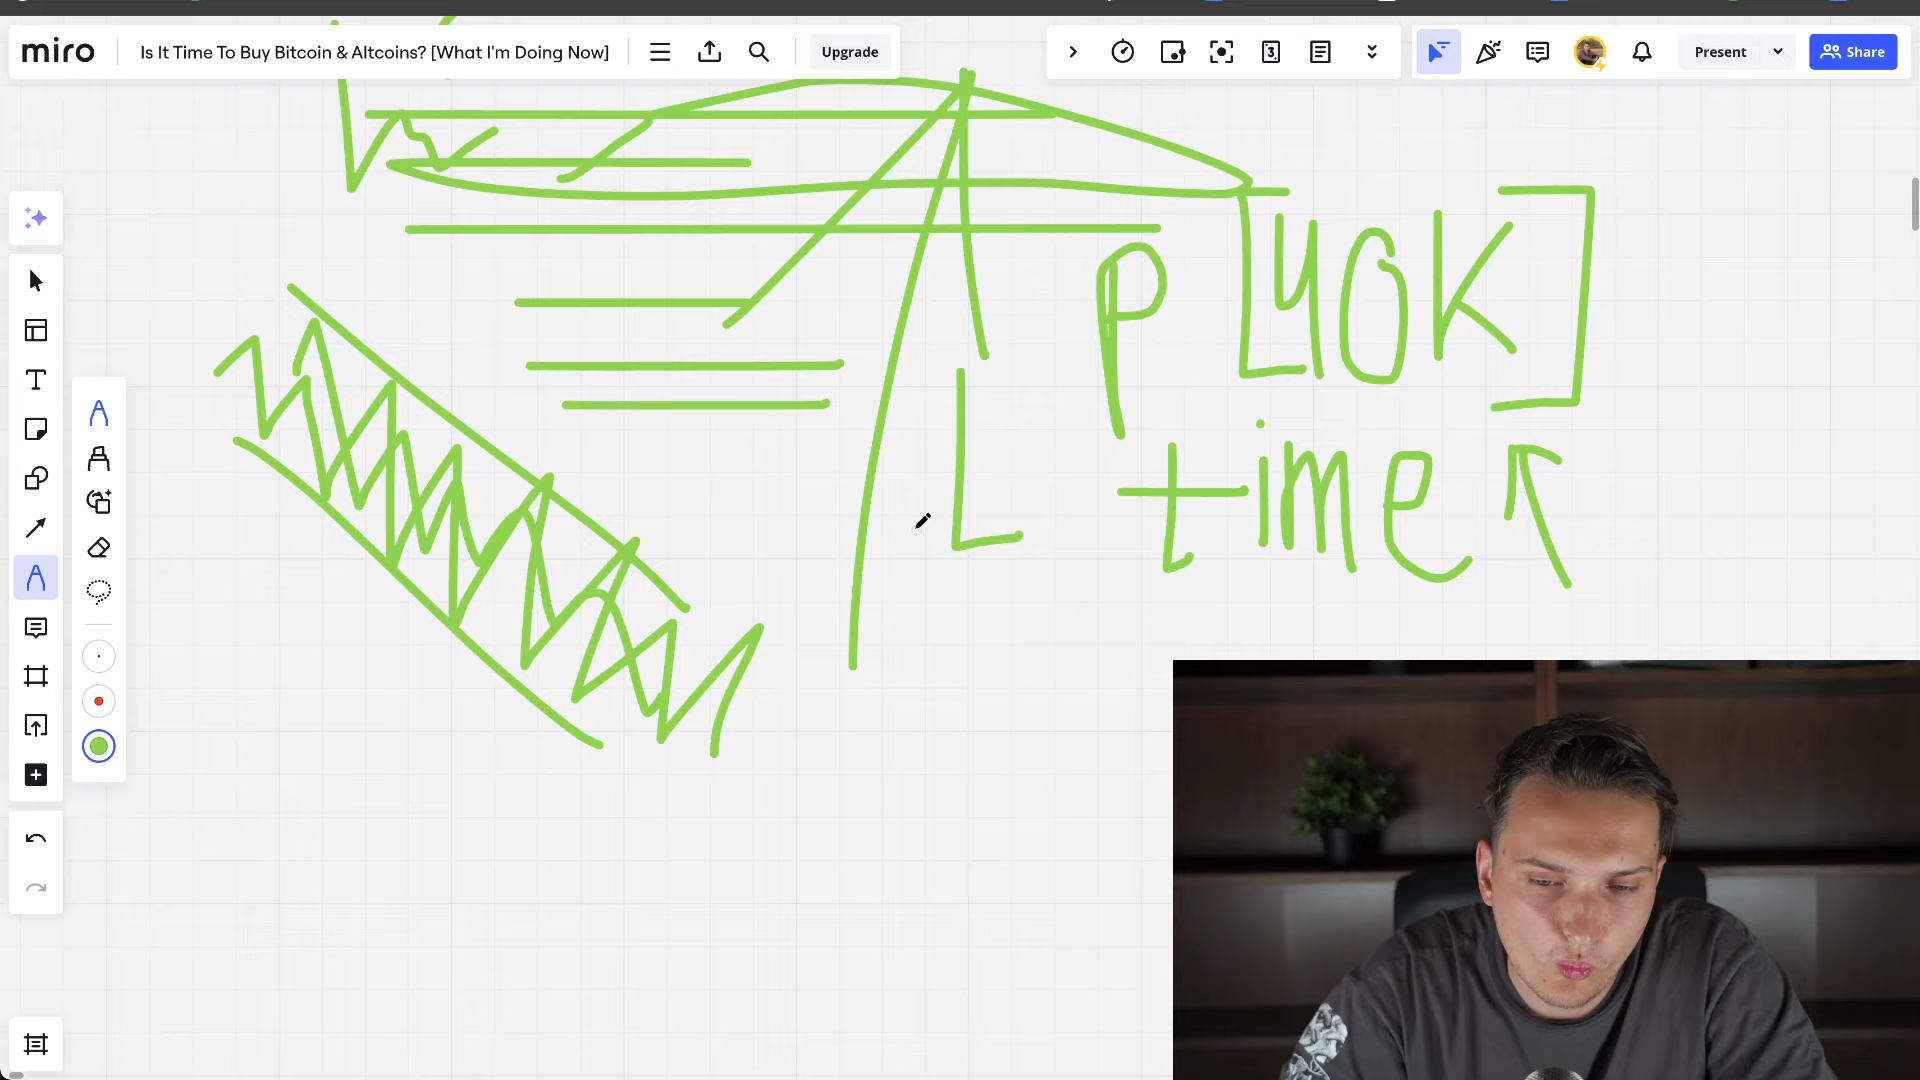 miro Is It Time To Buy Bitcoin & Altcoins? [What I'm Doing Now] Upgrade Present Share
P [40K]
L time